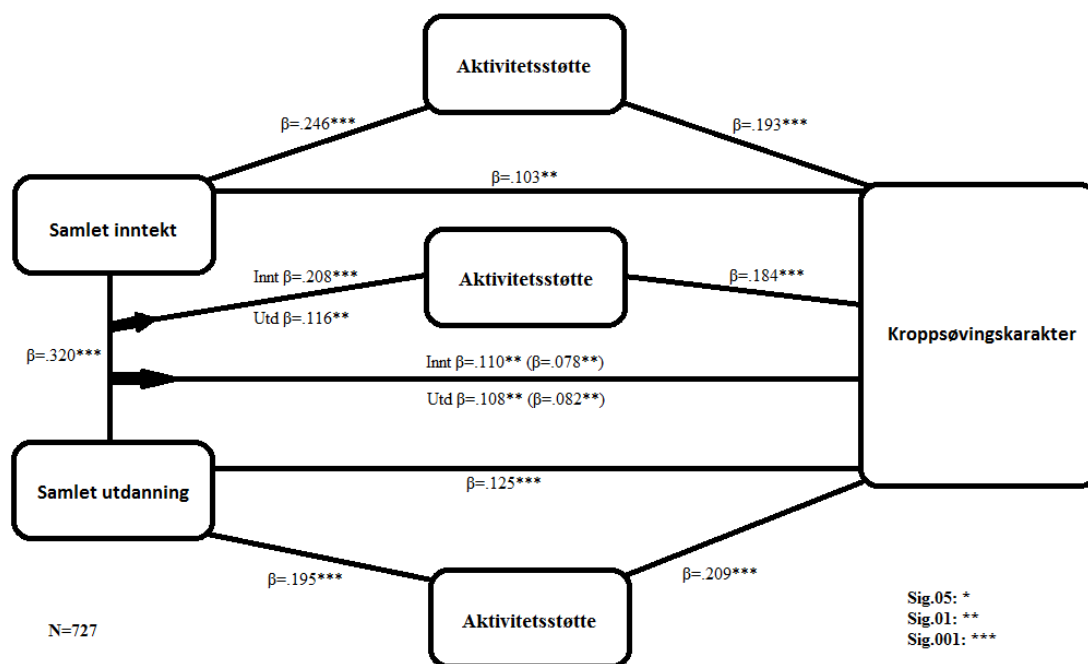 Aktivitetsstøtte
β=.246***
β=.193***
β=.103**
Samlet inntekt
Aktivitetsstøtte
Innt β=.208***
β=.184***
Utd β=.116**
Kroppsøvingskarakter
β=.320***
Innt β=.110** (β=.078**)
Utd β=.108** (β=.082**)
Samlet utdanning
β=.125***
β=.195***
β=.209***
Aktivitetsstøtte
N=727
Sig.05: *
Sig.01: **
Sig.001: ***